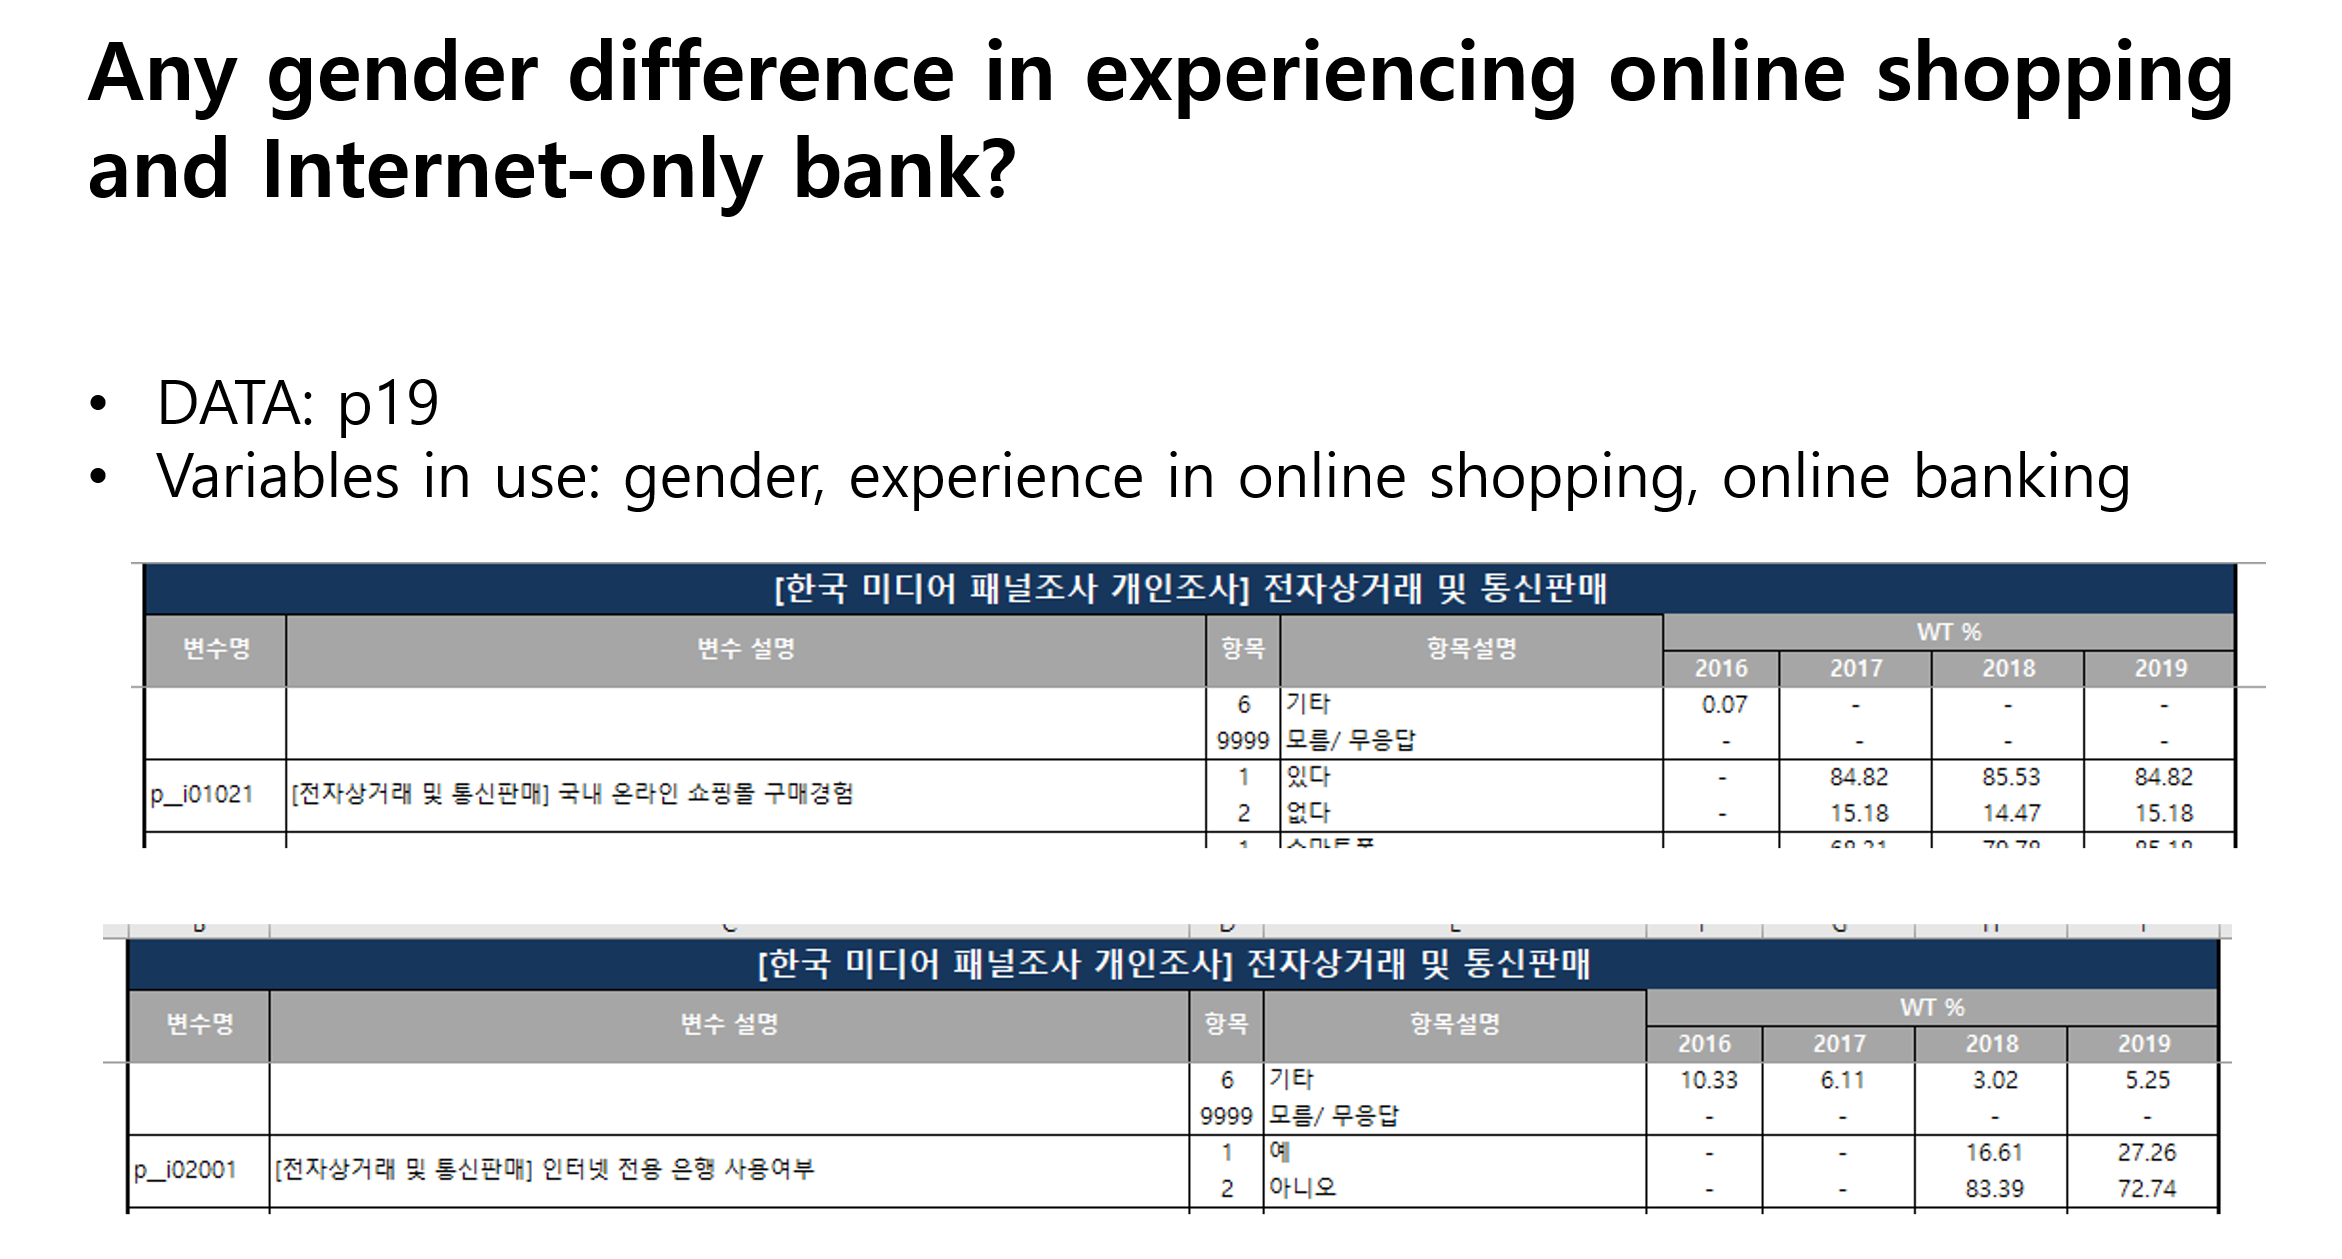 Any gender difference in experiencing online shopping
and Internet-only bank?
• DATA: p19
• Variables in use: gender, experience in online shopping, online banking
[한국 미디어 패널조사 개인조사] 전자상거래 및 통신판매
변수명 변수 설명 항목 항목설명 WT %
2016 2017 2018 2019
6 기타 0.07 - - -
9999 모름/ 무응답 - - - -
p_i01021 [전자상거래 및 통신판매] 국내 온라인 쇼핑몰 구매경험
1 있다 - 84.82 85.53 84.82
2 없다 - 15.18 14.47 15.18
[한국 미디어 패널조사 개인조사] 전자상거래 및 통신판매
변수명 변수 설명 항목 항목설명 WT %
2016 2017 2018 2019
6 기타 10.33 6.11 3.02 5.25
9999 모름/ 무응답 - - - -
p_i02001 [전자상거래 및 통신판매] 인터넷 전용 은행 사용여부
1 예 - - 16.61 27.26
2 아니오 - - 83.39 72.74